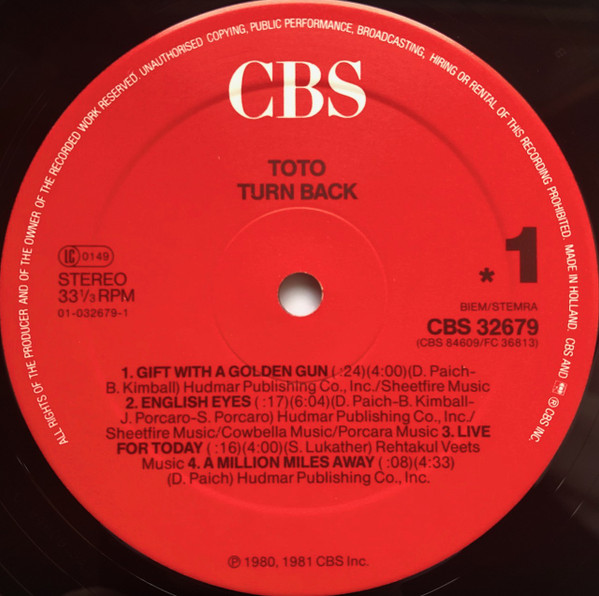 ALL RIGHTS OF THE PRODUCER AND OF THE OWNER OF THE RECORDED WORK RESERVED. UNAUTHORISED COPYING, PUBLIC PERFORMANCE, BROADCASTING, HIRING OR RENTAL OF THIS RECORDING PROHIBITED. MADE IN HOLLAND. CBS AND ℗ CBS INC.
CBS
TOTO
TURN BACK
LC 0149
STEREO
33 1/3 RPM
01-032679-1
* 1
BIEM/STEMRA
CBS 32679
(CBS 84609/FC 36813)
1. GIFT WITH A GOLDEN GUN ( :24)(4:00)(D. Paich-
B. Kimball) Hudmar Publishing Co., Inc./Sheetfire Music
2. ENGLISH EYES ( :17)(6:04)(D. Paich-B. Kimball-
J. Porcaro-S. Porcaro) Hudmar Publishing Co., Inc./
Sheetfire Music/Cowbella Music/Porcara Music 3. LIVE
FOR TODAY ( :16)(4:00)(S. Lukather) Rehtakul Veets
Music 4. A MILLION MILES AWAY ( :08)(4:33)
(D. Paich) Hudmar Publishing Co., Inc.
℗ 1980, 1981 CBS Inc.